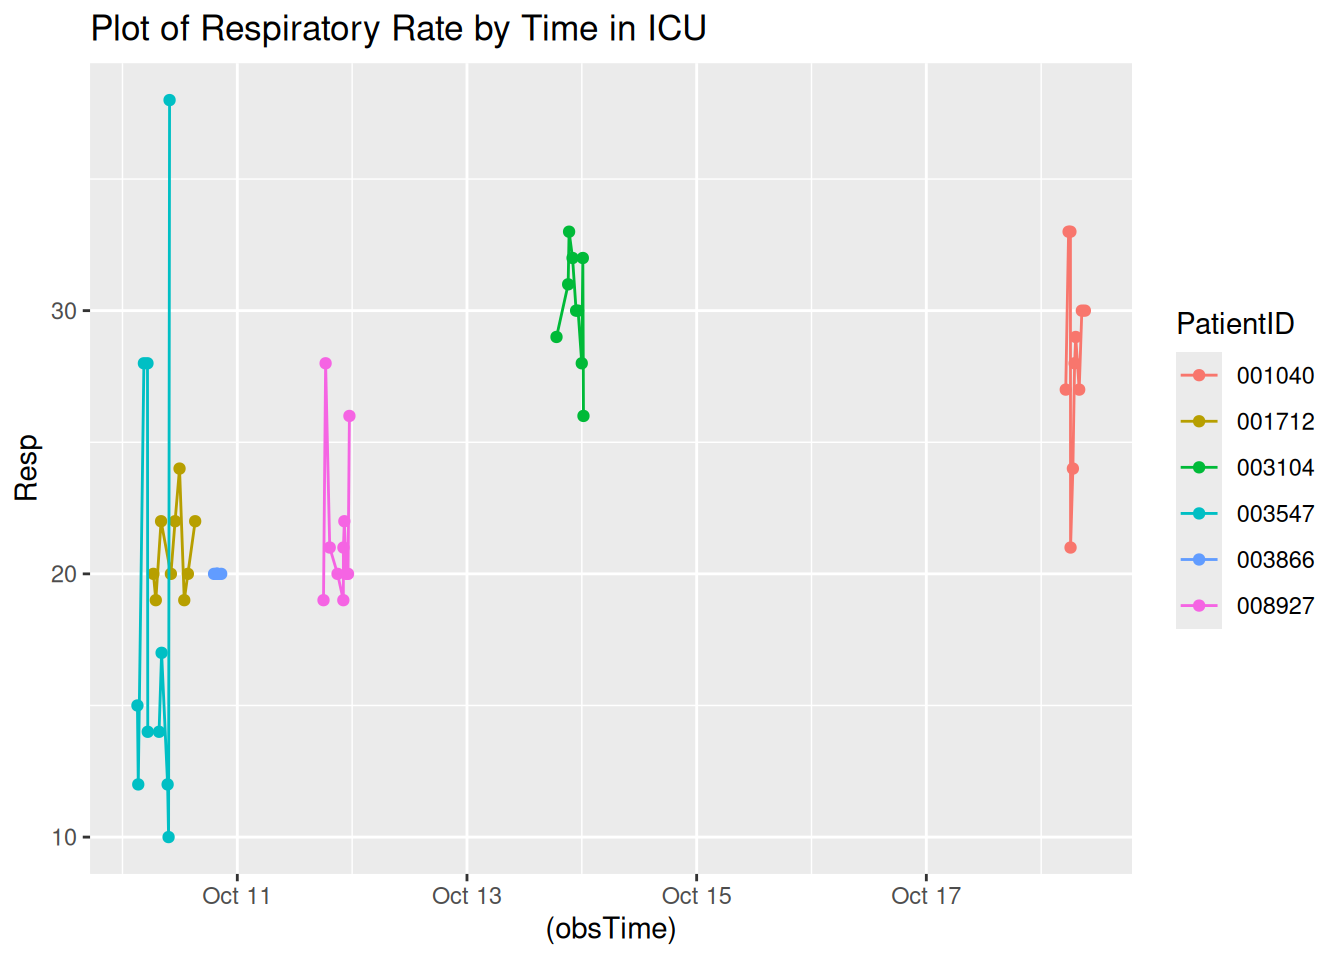 Plot of Respiratory Rate by Time in ICU
Resp
30
20
10
Oct 11
Oct 13
Oct 15
Oct 17
(obsTime)
PatientID
001040
001712
003104
003547
003866
008927